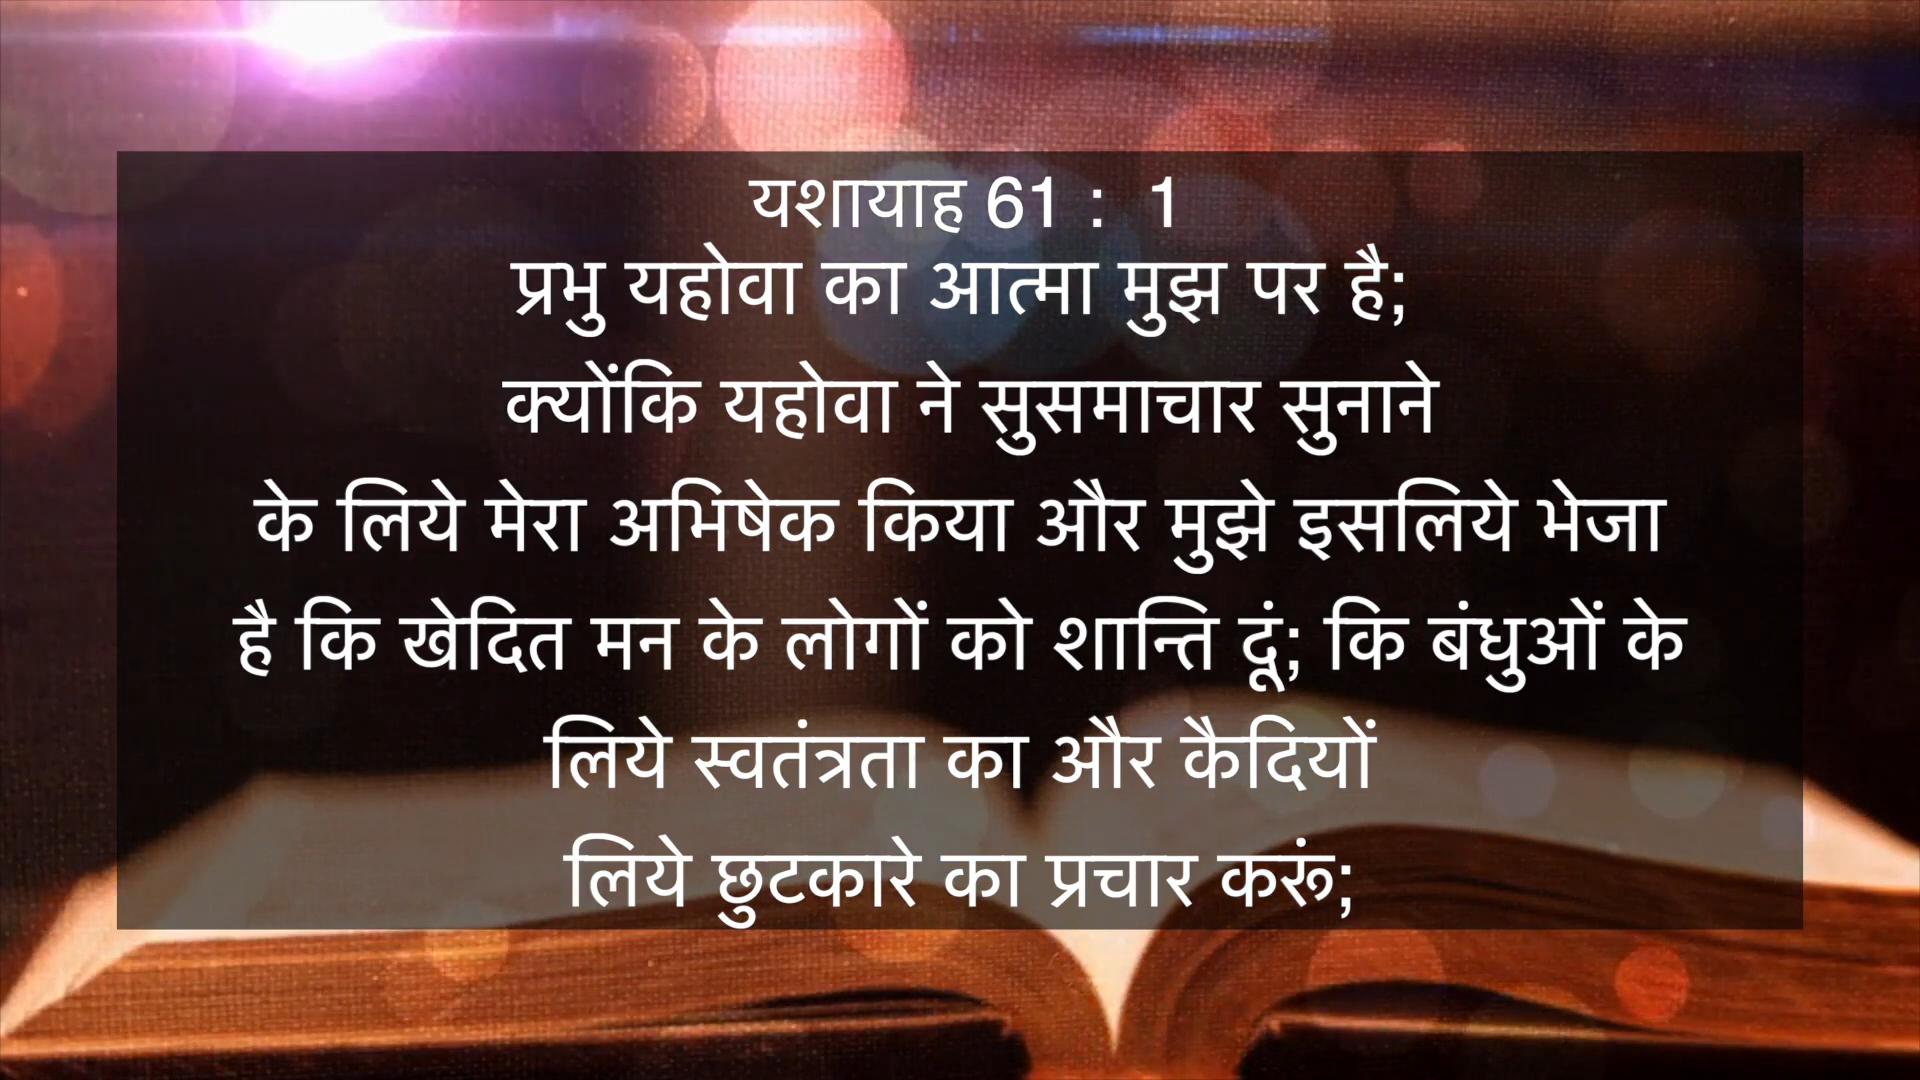 यशायाह 61 : 1
प्रभु यहोवा का आत्मा मुझ पर है;
क्योंकि यहोवा ने सुसमाचार सुनाने
के लिये मेरा अभिषेक किया और मुझे इसलिये भेजा
है कि खेदित मन के लोगों को शान्ति दूं; कि बंधुओं के
लिये स्वतंत्रता का और कैदियों
लिये छुटकारे का प्रचार करूं;